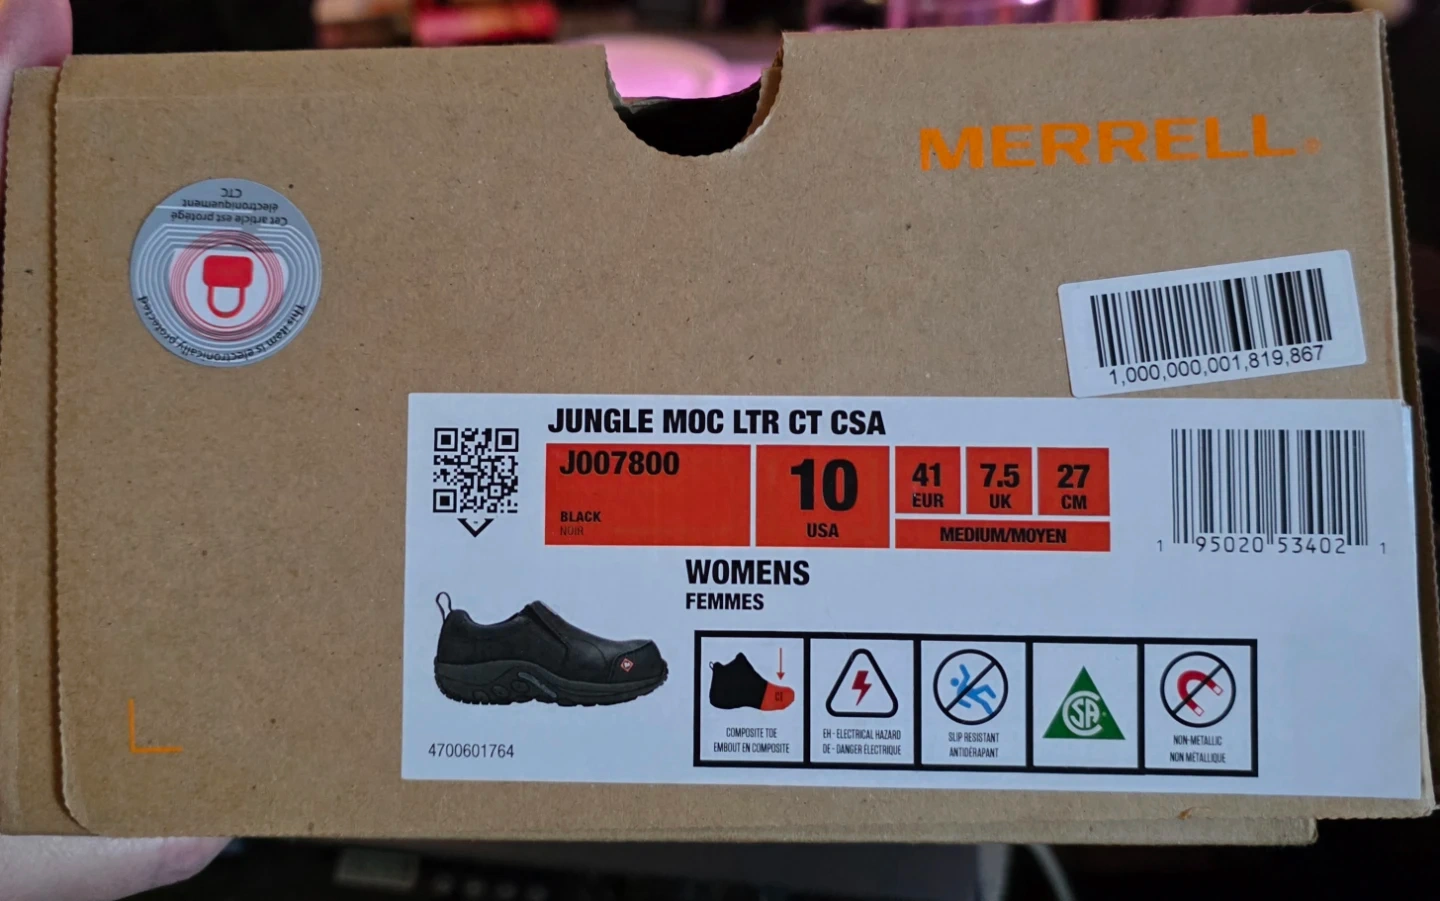 MERRELL®
CTC
électroniquement
Cet article est protégé
This item is electronically protected
1,000,000,001,819,867
JUNGLE MOC LTR CT CSA
J007800
BLACK
NOIR
10
USA
41
EUR
7.5
UK
27
CM
MEDIUM/MOYEN
1 95020 53402 1
WOMENS
FEMMES
CT
COMPOSITE TOE
EMBOUT EN COMPOSITE
EH - ELECTRICAL HAZARD
DE - DANGER ÉLECTRIQUE
SLIP RESISTANT
ANTIDÉRAPANT
CSA
NON-METALLIC
NON MÉTALLIQUE
4700601764